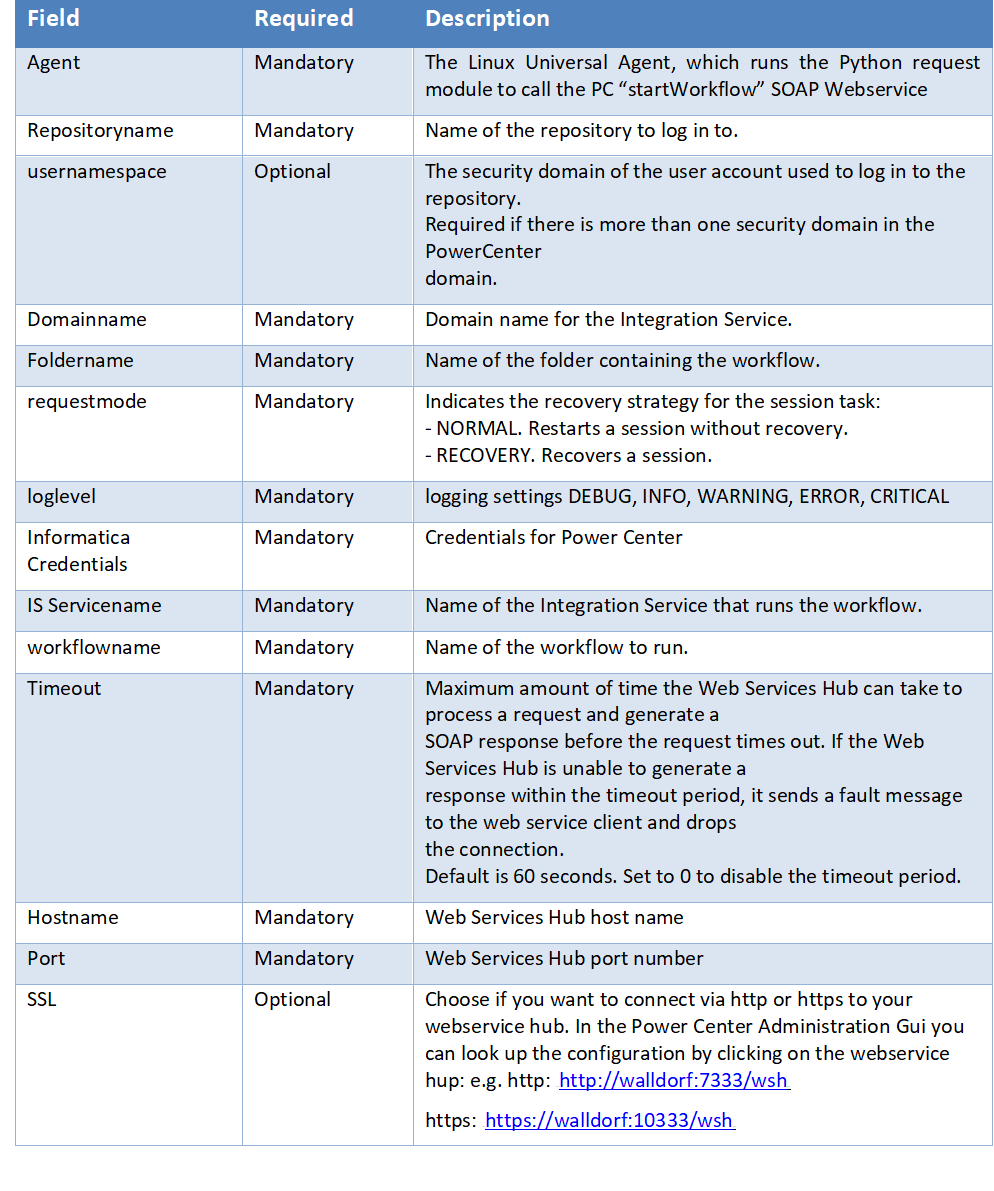 Field Required Description
Agent Mandatory The Linux Universal Agent, which runs the Python request
module to call the PC “startWorkflow” SOAP Webservice
Repositoryname Mandatory Name of the repository to log in to.
usernamespace Optional The security domain of the user account used to log in to the
repository.
Required if there is more than one security domain in the
PowerCenter
domain.
Domainname Mandatory Domain name for the Integration Service.
Foldername Mandatory Name of the folder containing the workflow.
requestmode Mandatory Indicates the recovery strategy for the session task:
- NORMAL. Restarts a session without recovery.
- RECOVERY. Recovers a session.
loglevel Mandatory logging settings DEBUG, INFO, WARNING, ERROR, CRITICAL
Informatica Mandatory Credentials for Power Center
Credentials
IS Servicename Mandatory Name of the Integration Service that runs the workflow.
workflowname Mandatory Name of the workflow to run.
Timeout Mandatory Maximum amount of time the Web Services Hub can take to
process a request and generate a
SOAP response before the request times out. If the Web
Services Hub is unable to generate a
response within the timeout period, it sends a fault message
to the web service client and drops
the connection.
Default is 60 seconds. Set to 0 to disable the timeout period.
Hostname Mandatory Web Services Hub host name
Port Mandatory Web Services Hub port number
SSL Optional Choose if you want to connect via http or https to your
webservice hub. In the Power Center Administration Gui you
can look up the configuration by clicking on the webservice
hup: e.g. http: http://walldorf:7333/wsh
https: https://walldorf:10333/wsh